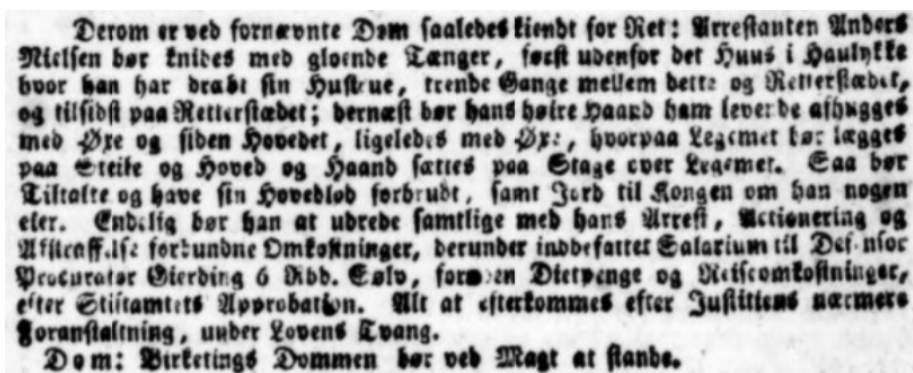 Derom er ved fornævnte Dom saaledes kiendt for Ret: Arrestanten Anders
Nielsen bør knibes med gloende Tænger, først udenfor det Huus i Haulykke
hvor han har dræbt sin Hustrue, trende Gange mellem dette og Retterstædet,
og tilsidst paa Retterstædet; dernæst bør hans høire Haand ham levende afhugges
med Øxe og siden Hovedet, ligeledes med Øxe, hvorpaa Legemet bør lægges
paa Steile og Hoved og Haand sættes paa Stage over Legemet. Saa bør
Tiltalte og have sin Hovedlod forbrudt, samt Jord til Kongen om han nogen
eier. Endelig bør han at udrede samtlige med hans Arrest, Actionering og
Afstraffelse forbundne Omkostninger, derunder indbefattet Salarium til Defensor
Procurator Gierding 6 Rbd. Sølv, foruden Dietpenge og Reiseomkostninger,
efter Stiftamtets Approbation. Alt at efterkommes efter Justitiens nærmere
Foranstaltning, under Lovens Tvang.
Dom: Birketings Dommen bør ved Magt at stande.